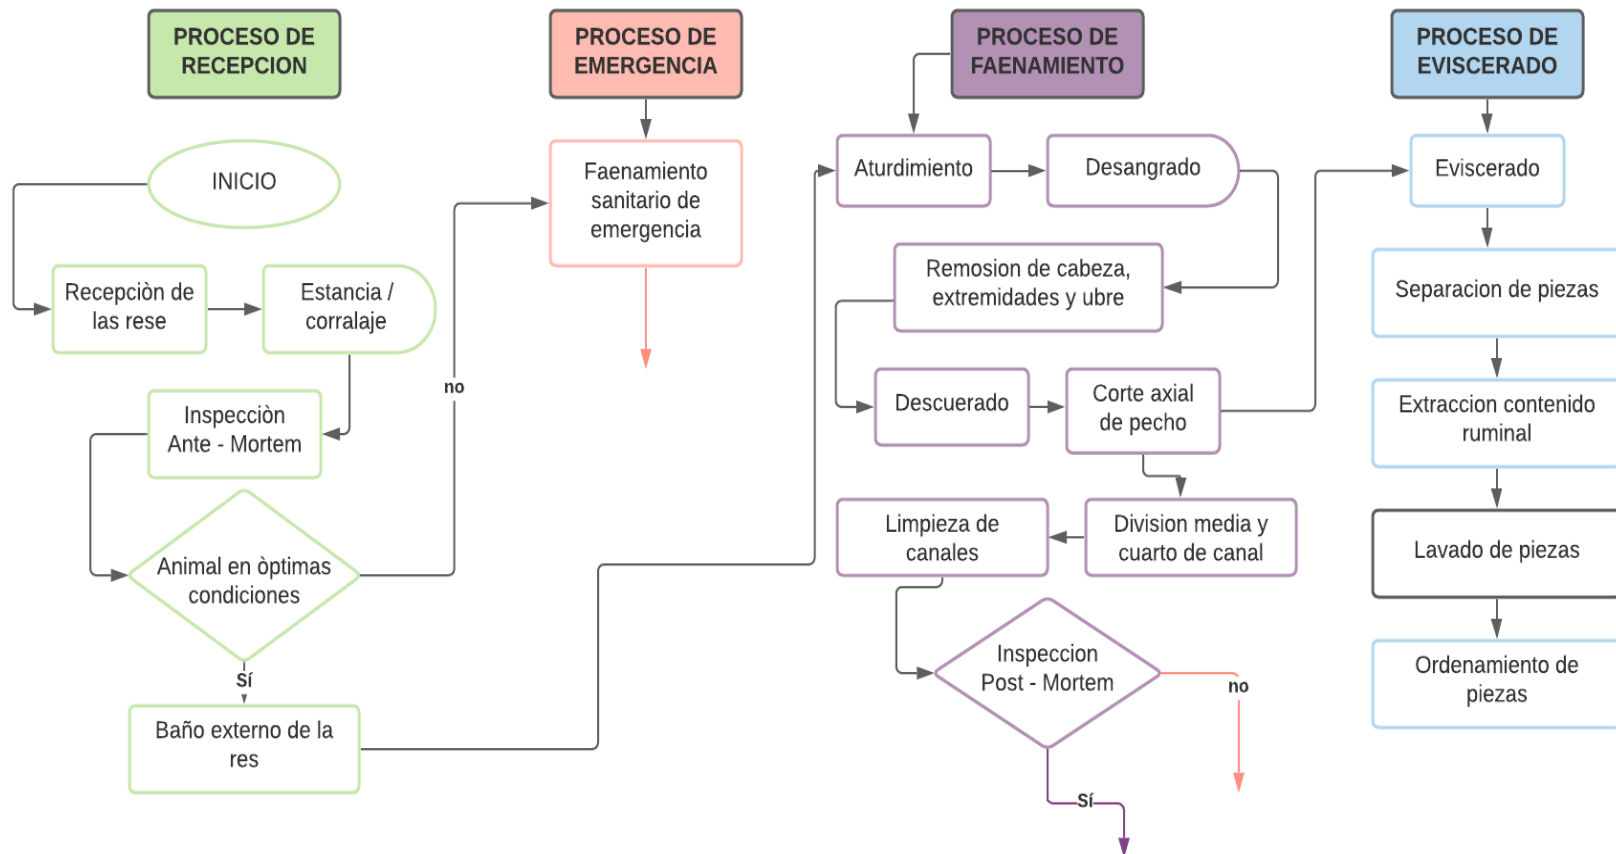 PROCESO DE
RECEPCION
PROCESO DE
EMERGENCIA
PROCESO DE
FAENAMIENTO
PROCESO DE
EVISCERADO
INICIO
Recepciòn de
las rese
Estancia /
corralaje
Inspecciòn
Ante - Mortem
Animal en òptimas
condiciones
no
Sí
Baño externo de la
res
Faenamiento
sanitario de
emergencia
Aturdimiento
Desangrado
Remosion de cabeza,
extremidades y ubre
Descuerado
Corte axial
de pecho
Division media y
cuarto de canal
Limpieza de
canales
Inspeccion
Post - Mortem
no
Sí
Eviscerado
Separacion de piezas
Extraccion contenido
ruminal
Lavado de piezas
Ordenamiento de
piezas